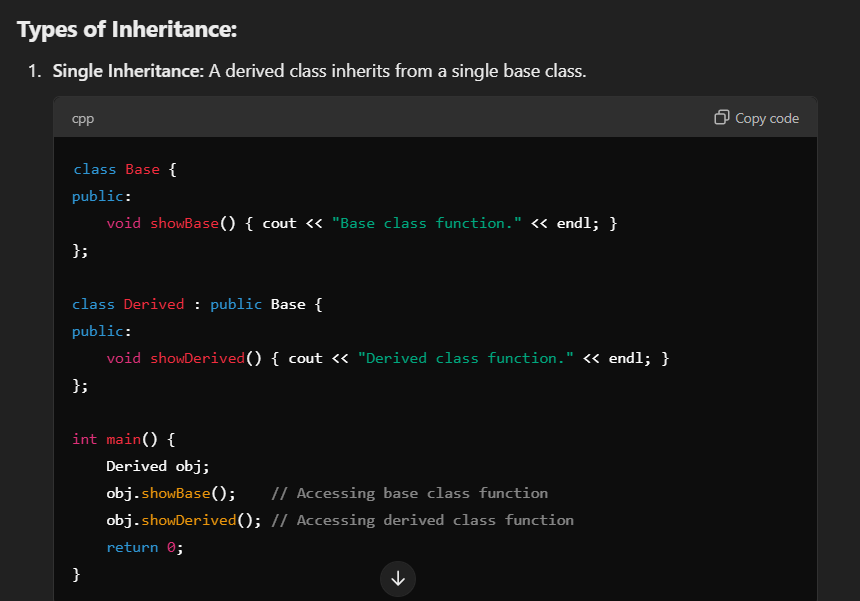 Types of Inheritance:
1. Single Inheritance: A derived class inherits from a single base class.
cpp
Copy code
class Base {
public:
    void showBase() { cout << "Base class function." << endl; }
};

class Derived : public Base {
public:
    void showDerived() { cout << "Derived class function." << endl; }
};

int main() {
    Derived obj;
    obj.showBase();    // Accessing base class function
    obj.showDerived(); // Accessing derived class function
    return 0;
}